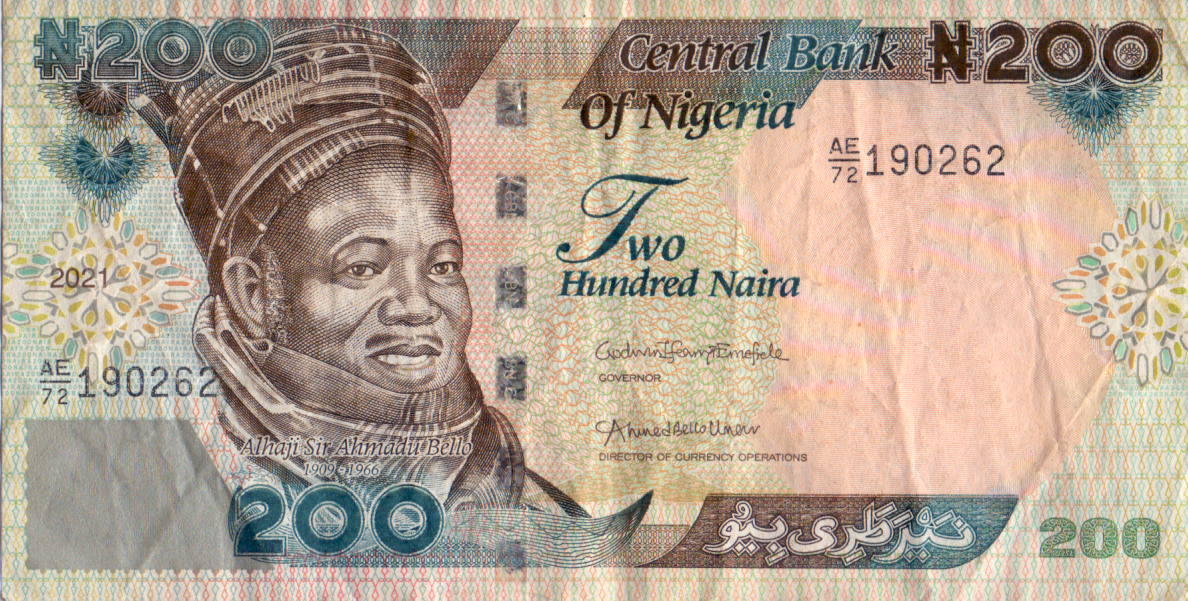 ₦200
Central Bank
Of Nigeria
₦200
AE/72 190262
Two
Hundred Naira
2021
Godwin Ifeanyi Emefiele
GOVERNOR
AE/72 190262
Ahmed Bello Umar
DIRECTOR OF CURRENCY OPERATIONS
Alhaji Sir Ahmadu Bello
1909 - 1966
200
نَيْرَ طَرِى بِيُو
200